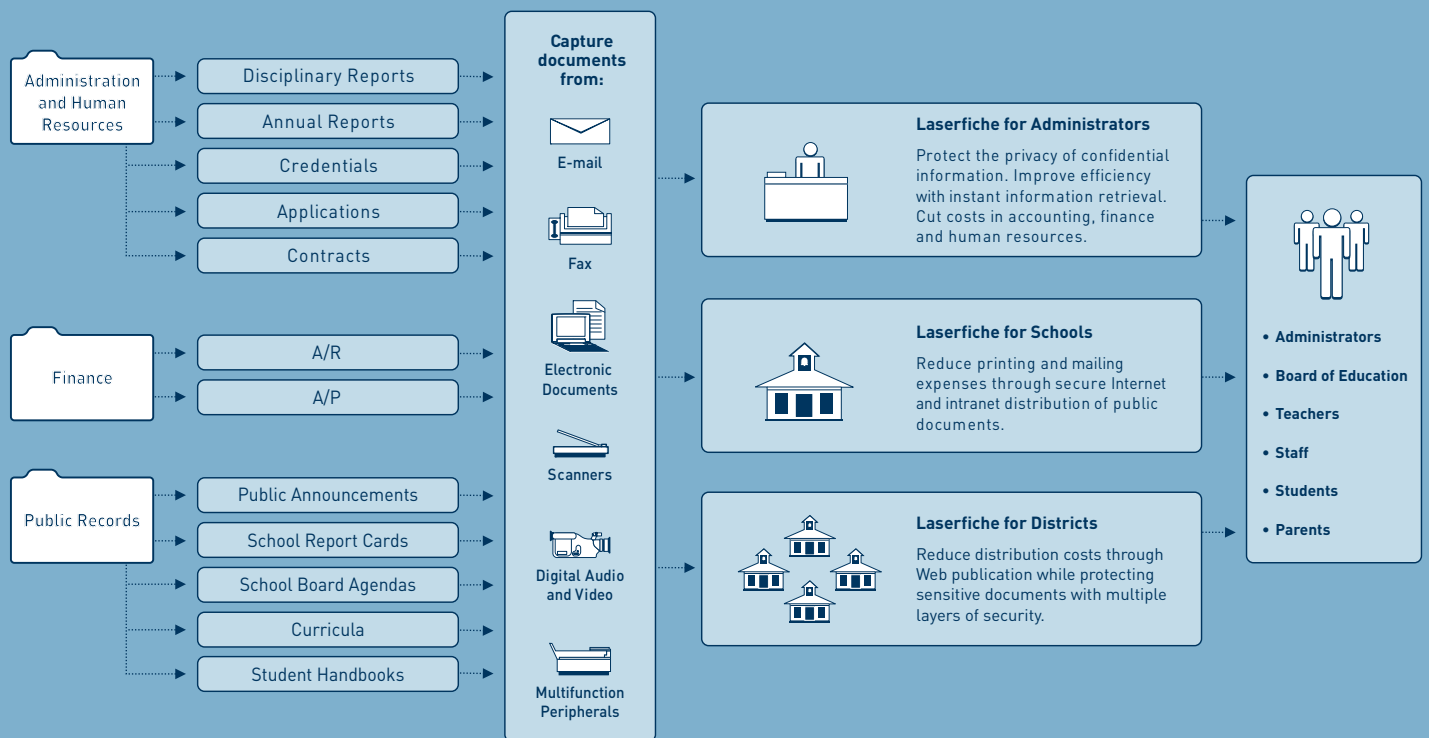 Administration
and Human
Resources
Disciplinary Reports
Annual Reports
Credentials
Applications
Contracts
Finance
A/R
A/P
Public Records
Public Announcements
School Report Cards
School Board Agendas
Curricula
Student Handbooks
Capture
documents
from:
E-mail
Fax
Electronic
Documents
Scanners
Digital Audio
and Video
Multifunction
Peripherals
Laserfiche for Administrators
Protect the privacy of confidential
information. Improve efficiency
with instant information retrieval.
Cut costs in accounting, finance
and human resources.
Laserfiche for Schools
Reduce printing and mailing
expenses through secure Internet
and intranet distribution of public
documents.
Laserfiche for Districts
Reduce distribution costs through
Web publication while protecting
sensitive documents with multiple
layers of security.
• Administrators
• Board of Education
• Teachers
• Staff
• Students
• Parents